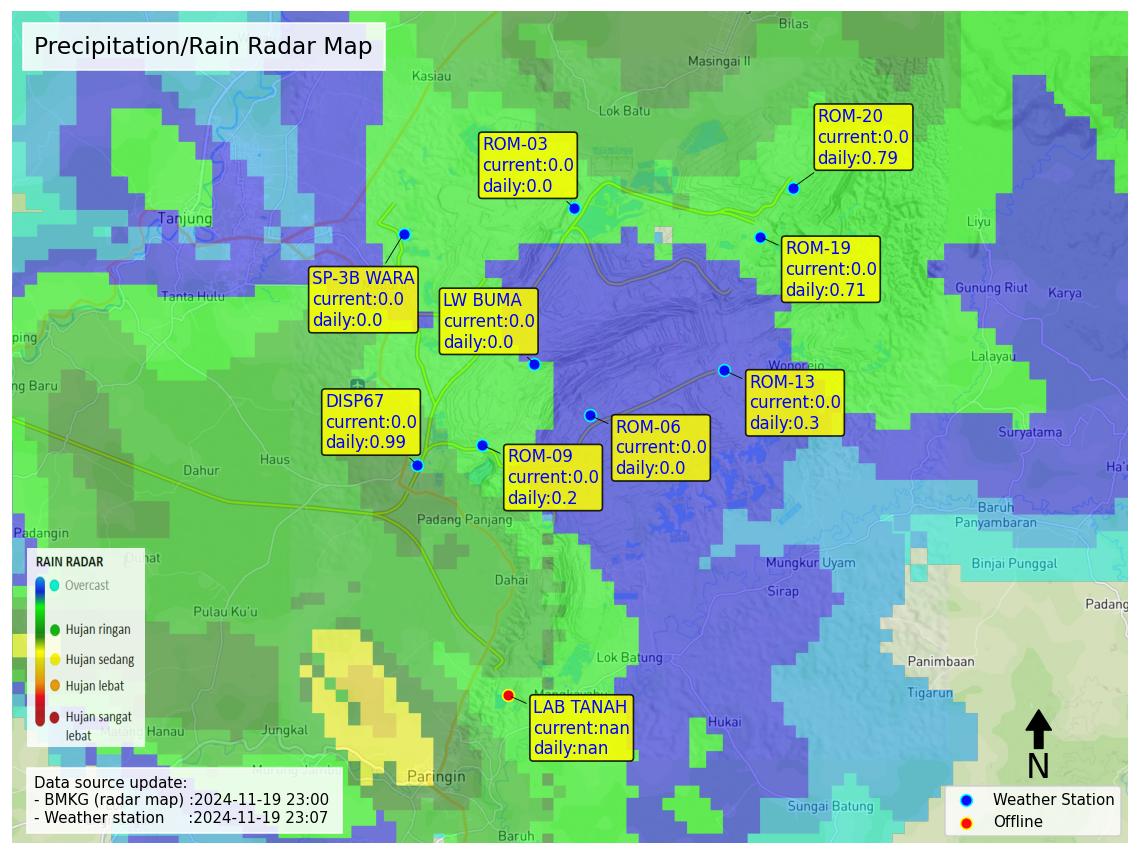 Precipitation/Rain Radar Map
Bilas
Masingai II
Kasiau
Lok Batu
ROM-20
current:0.0
daily:0.79
ROM-03
current:0.0
daily:0.0
Tanjung
Liyu
ROM-19
current:0.0
daily:0.71
SP-3B WARA
current:0.0
daily:0.0
Tanta Hulu
LW BUMA
current:0.0
daily:0.0
Gunung Riut
Karya
ping
Lalayau
Wonorejo
ng Baru
ROM-13
current:0.0
daily:0.3
DISP67
current:0.0
daily:0.99
ROM-06
current:0.0
daily:0.0
Suryatama
ROM-09
current:0.0
daily:0.2
Haus
Dahur
Ha'u
Baruh
Panyambaran
Padang Panjang
Padangin
RAIN RADAR
Overcast
Hujan ringan
Hujan sedang
Hujan lebat
Hujan sangat
lebat
Mungkur Uyam
Binjai Punggal
Dahai
Sirap
Padang
Pulau Ku'u
Lok Batung
Panimbaan
Tigarun
LAB TANAH
current:nan
daily:nan
Hukai
Jungkal
Manau
Paringin
N
Data source update:
- BMKG (radar map) :2024-11-19 23:00
- Weather station :2024-11-19 23:07
Sungai Batung
Weather Station
Offline
Baruh